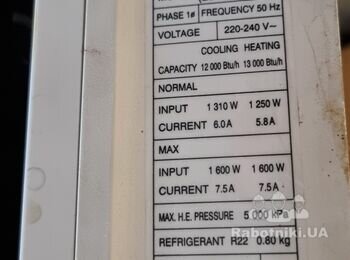 PHASE 1ø FREQUENCY 50 Hz
VOLTAGE 220-240 V~
COOLING HEATING
CAPACITY 12 000 Btu/h 13 000 Btu/h
NORMAL
INPUT 1 310 W 1 250 W
CURRENT 6.0A 5.8A
MAX
INPUT 1 600 W 1 600 W
CURRENT 7.5A 7.5A
MAX. H.E. PRESSURE 5 000 kPa
REFRIGERANT R22 0.80 kg
Rabotniki.UA